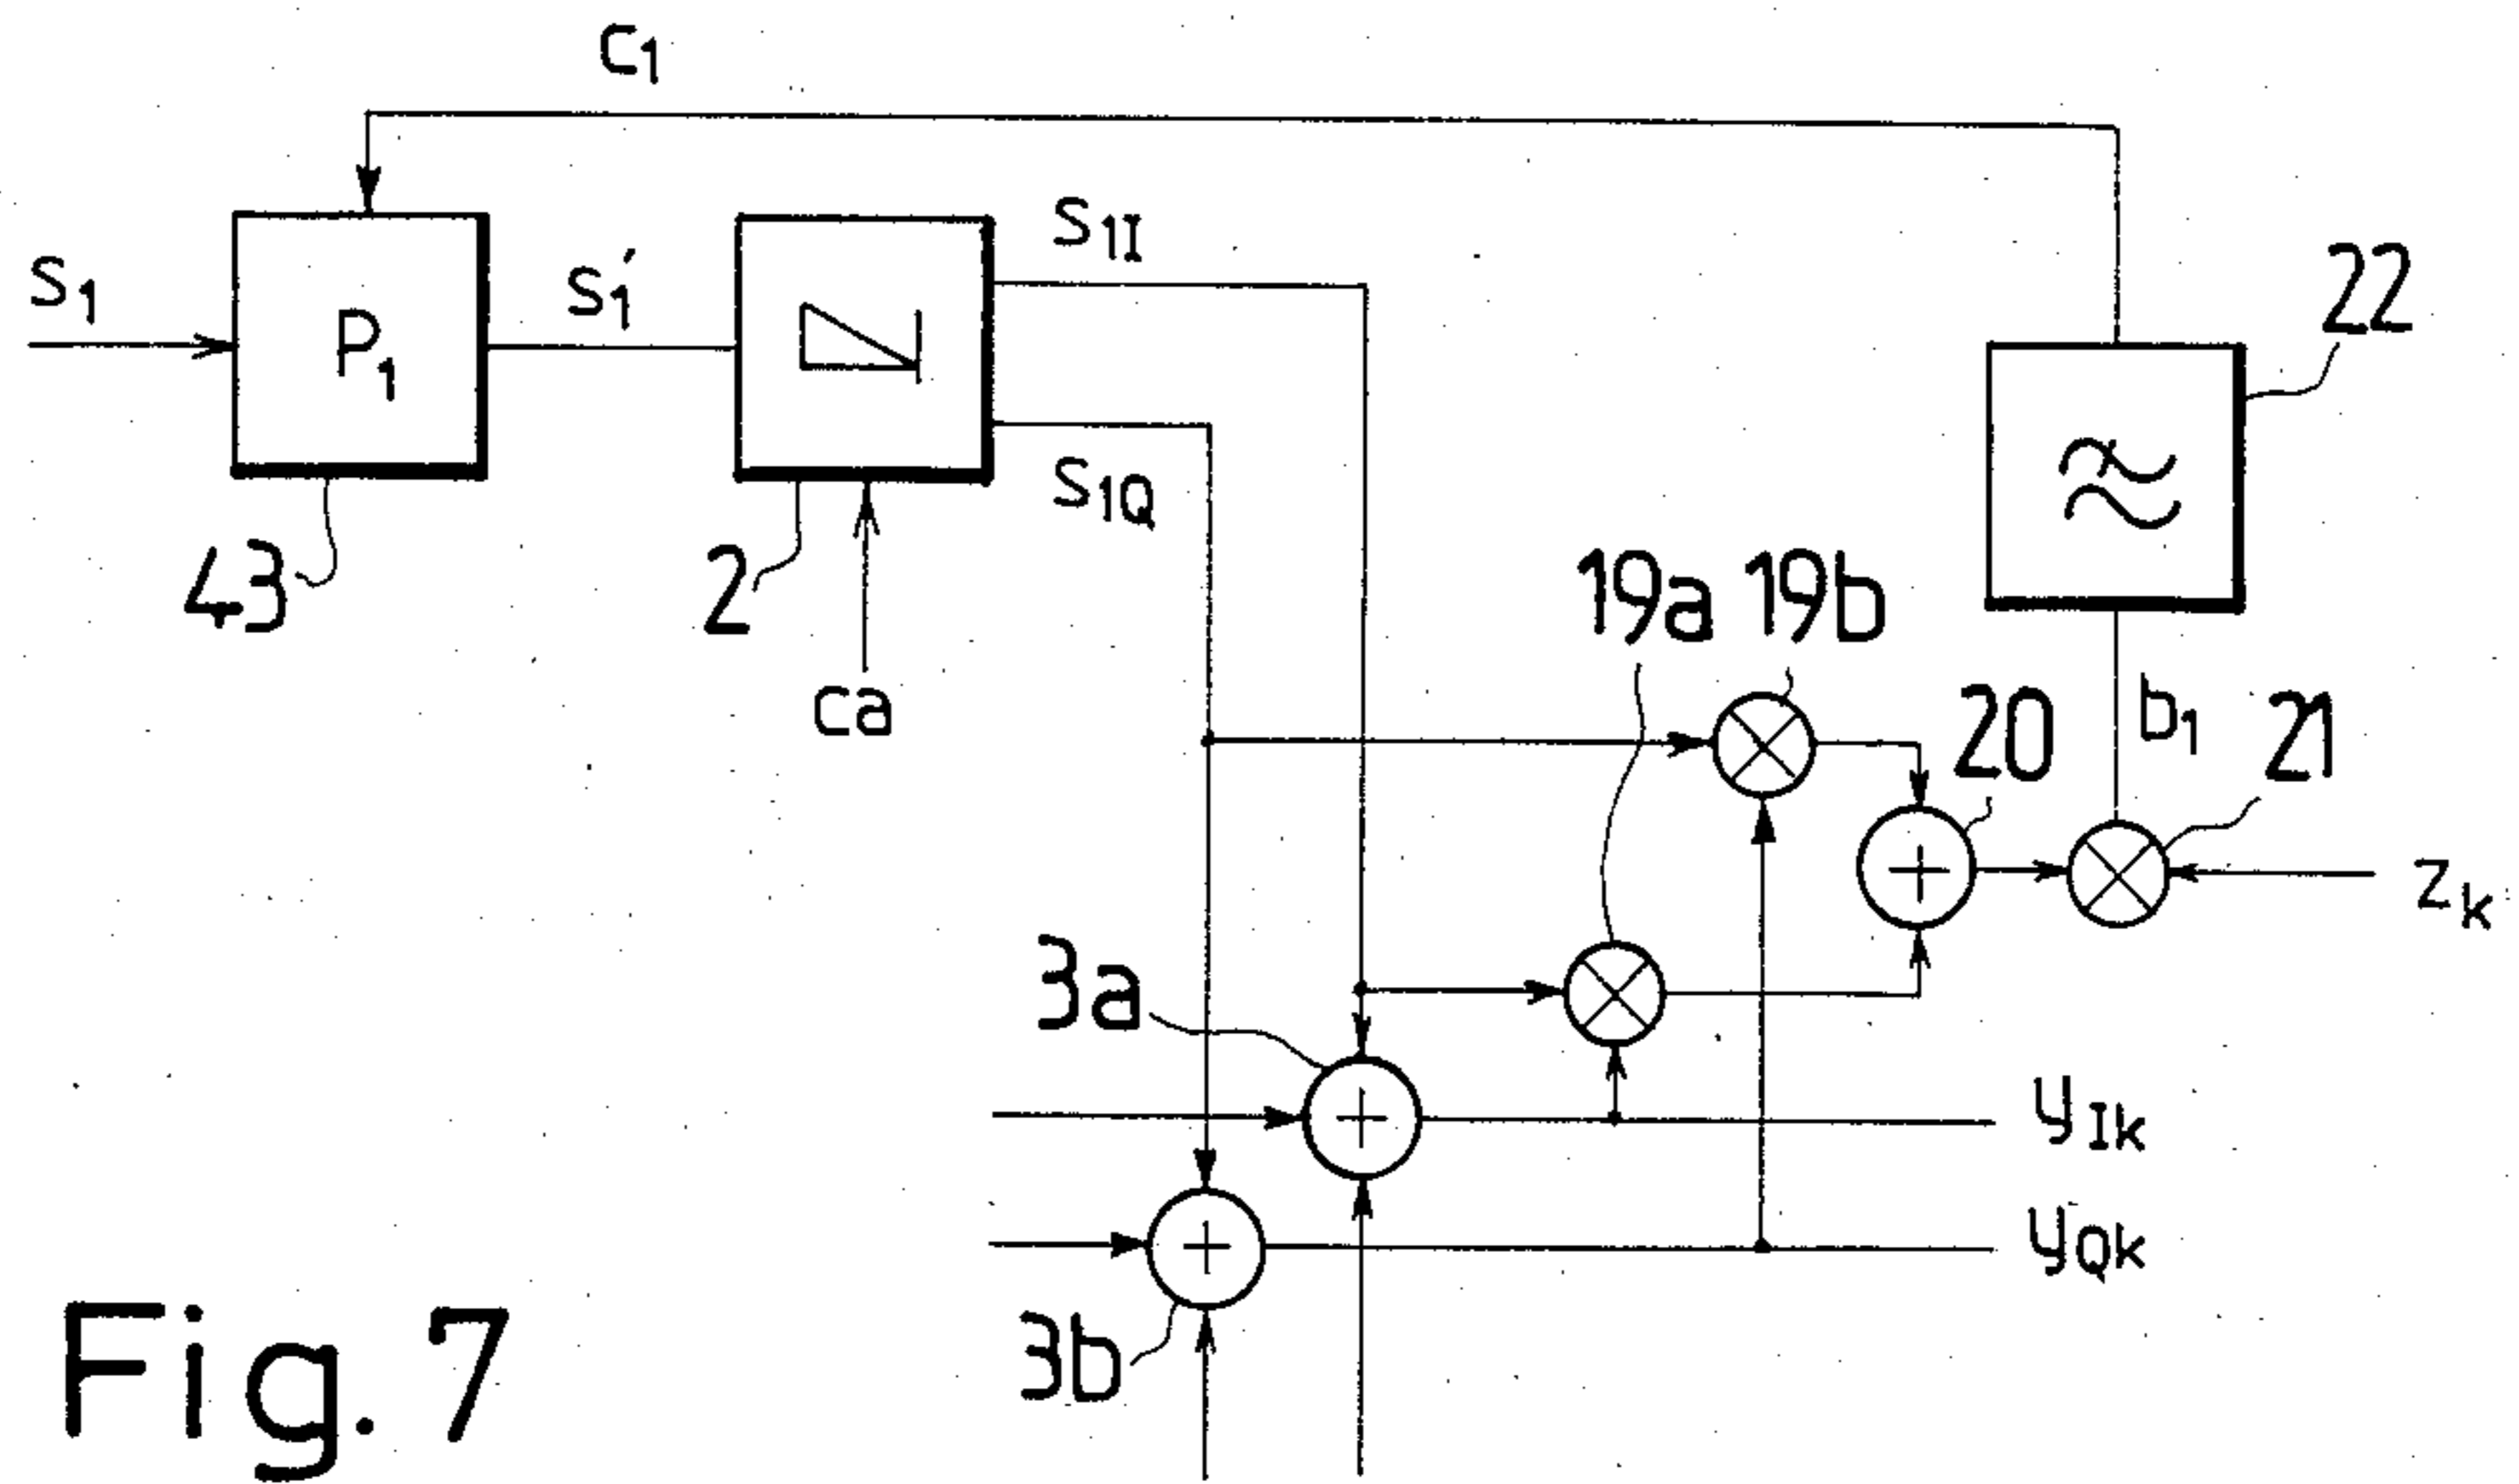 c1
s1
P1
s1′
s1I
s1Q
22
43
2
ca
19a
19b
20
b1
21
zk
3a
yIk
yQk
3b
Fig. 7